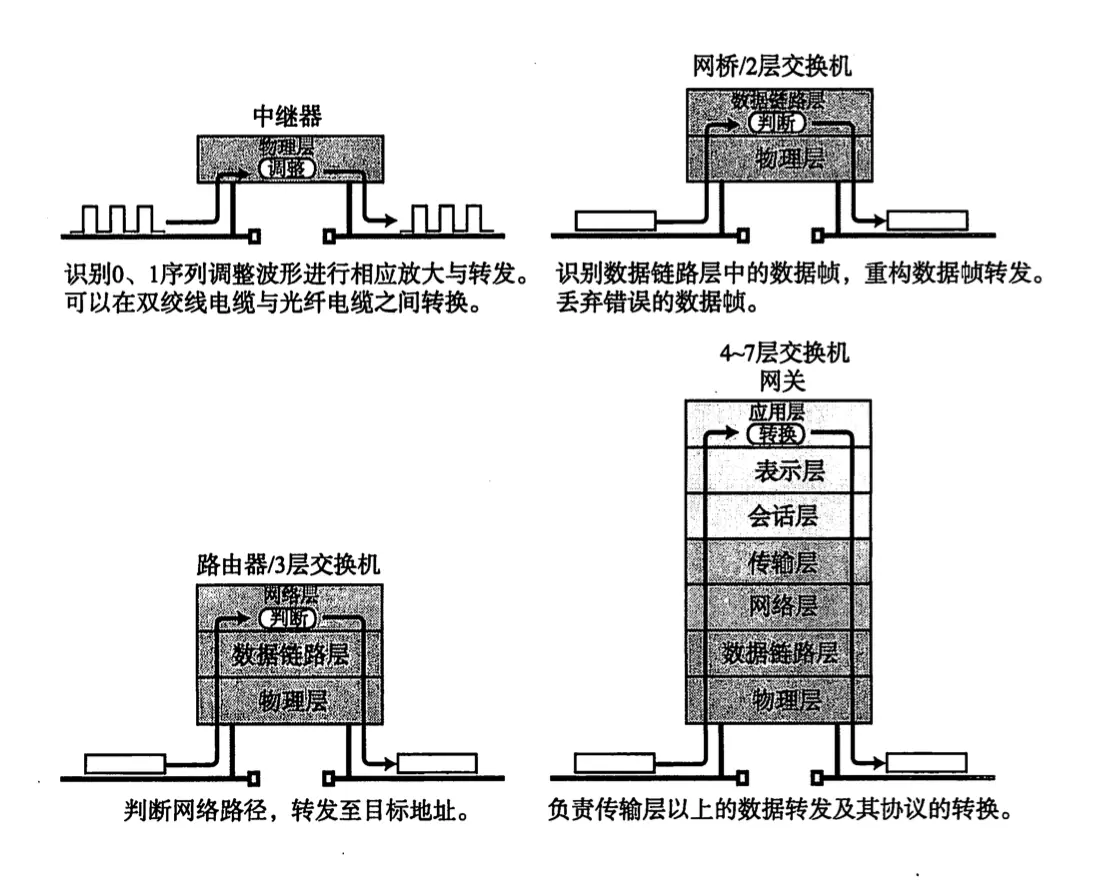 中继器
物理层
调整
识别0、1序列调整波形进行相应放大与转发。
可以在双绞线电缆与光纤电缆之间转换。
网桥/2层交换机
数据链路层
判断
物理层
识别数据链路层中的数据帧，重构数据帧转发。
丢弃错误的数据帧。
路由器/3层交换机
网络层
判断
数据链路层
物理层
判断网络路径，转发至目标地址。
4~7层交换机
网关
应用层
转换
表示层
会话层
传输层
网络层
数据链路层
物理层
负责传输层以上的数据转发及其协议的转换。